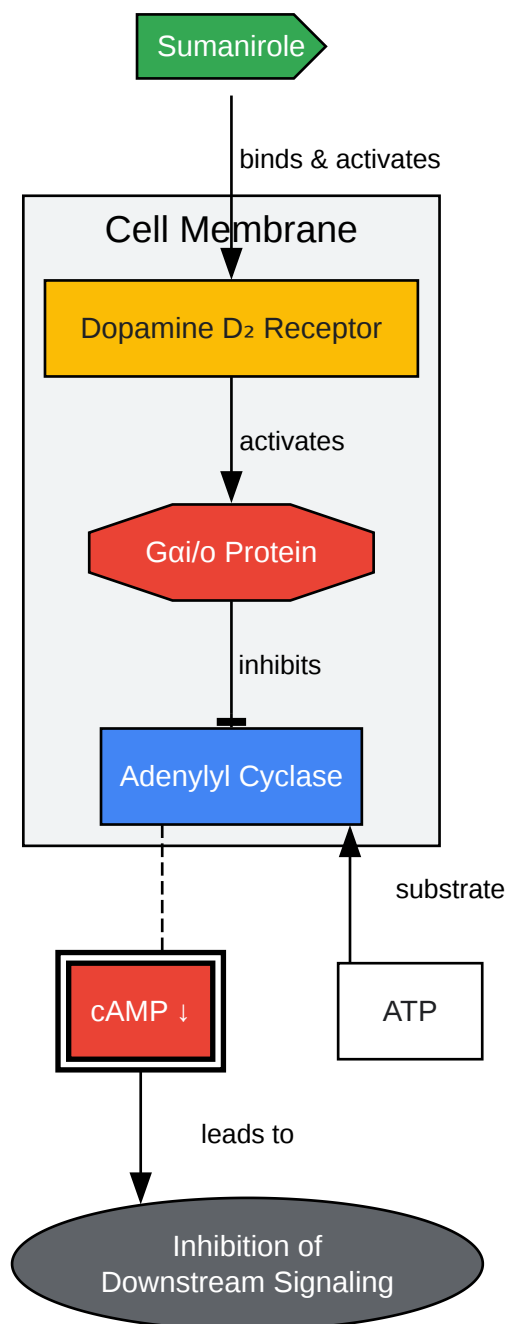 Sumanirole
binds & activates
Cell Membrane
Dopamine D₂ Receptor
activates
Gαi/o Protein
inhibits
Adenylyl Cyclase
substrate
cAMP ↓
ATP
leads to
Inhibition of
Downstream Signaling